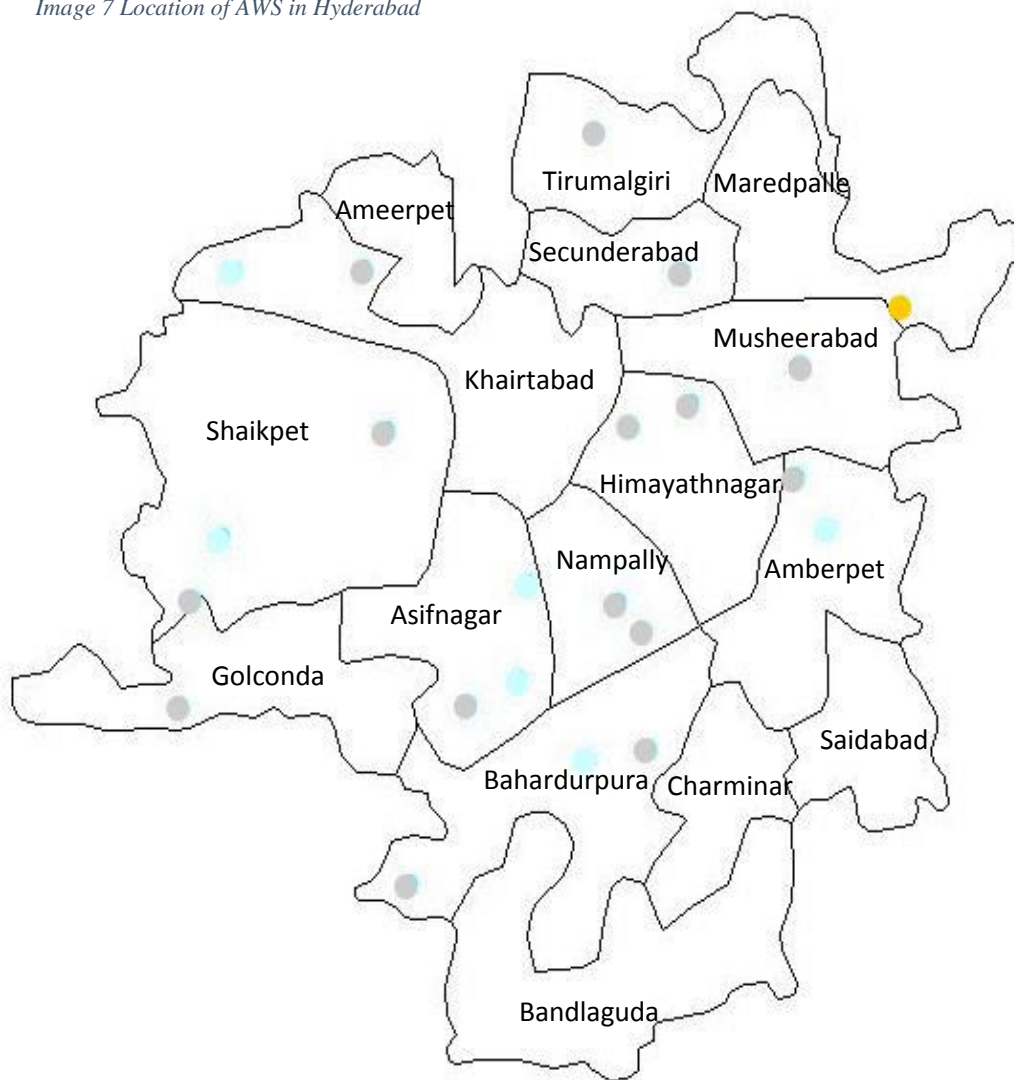 Image 7 Location of AWS in Hyderabad
Tirumalgiri
Maredpalle
Ameerpet
Secunderabad
Musheerabad
Khairtabad
Shaikpet
Himayathnagar
Nampally
Amberpet
Asifnagar
Golconda
Saidabad
Bahardurpura
Charminar
Bandlaguda